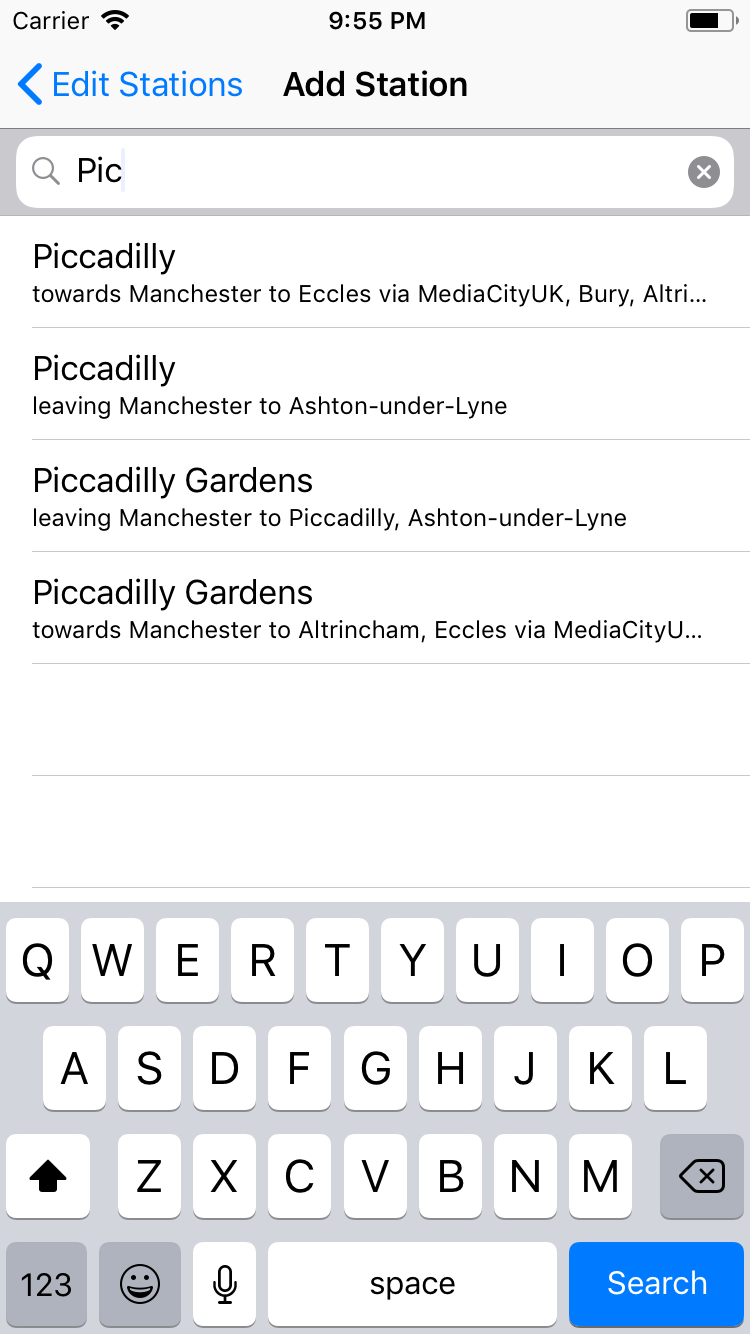 Carrier 9:55 PM
Edit Stations Add Station
Pic
Piccadilly
towards Manchester to Eccles via MediaCityUK, Bury, Altri...
Piccadilly
leaving Manchester to Ashton-under-Lyne
Piccadilly Gardens
leaving Manchester to Piccadilly, Ashton-under-Lyne
Piccadilly Gardens
towards Manchester to Altrincham, Eccles via MediaCityU...
Q W E R T Y U I O P
A S D F G H J K L
Z X C V B N M
123 space Search